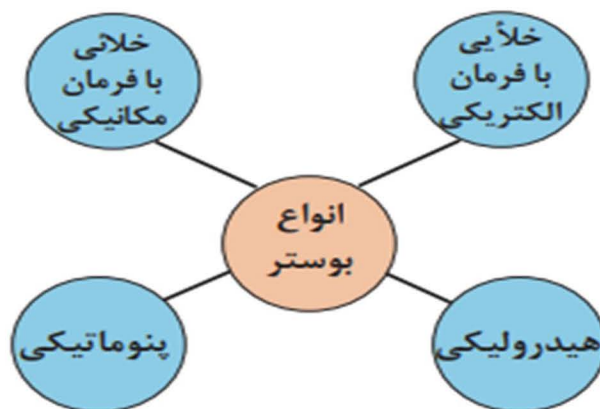 خلأیی
با فرمان
الکتریکی
خلائی
با فرمان
مکانیکی
انواع
بوستر
هیدرولیکی
پنوماتیکی